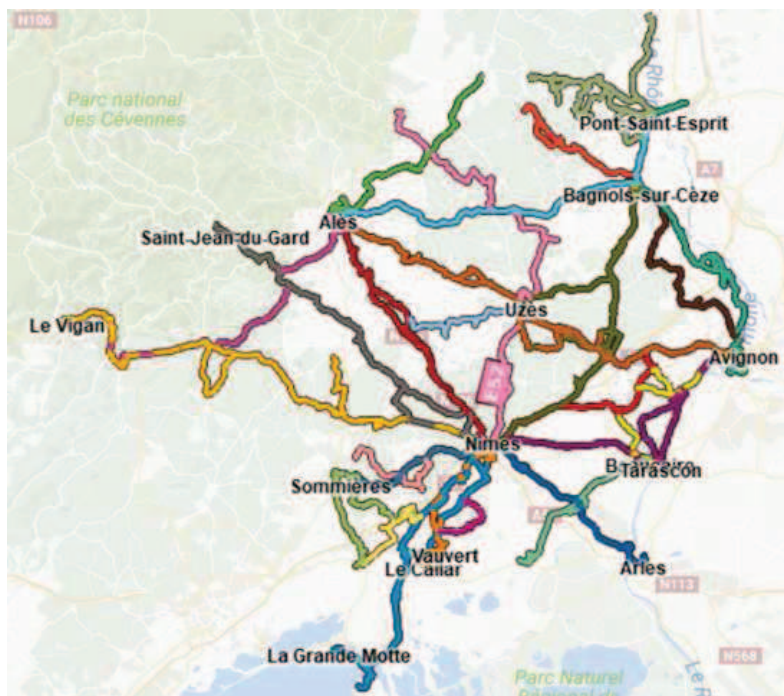 N106
Parc national
des Cévennes
Pont-Saint-Esprit
A7
Bagnols-sur-Cèze
Alès
Saint-Jean-du-Gard
Le Vigan
Uzès
Avignon
E52
Nîmes
Tarascon
Sommières
Vauvert
Le Cailar
Arles
N113
La Grande Motte
N568
Parc Naturel